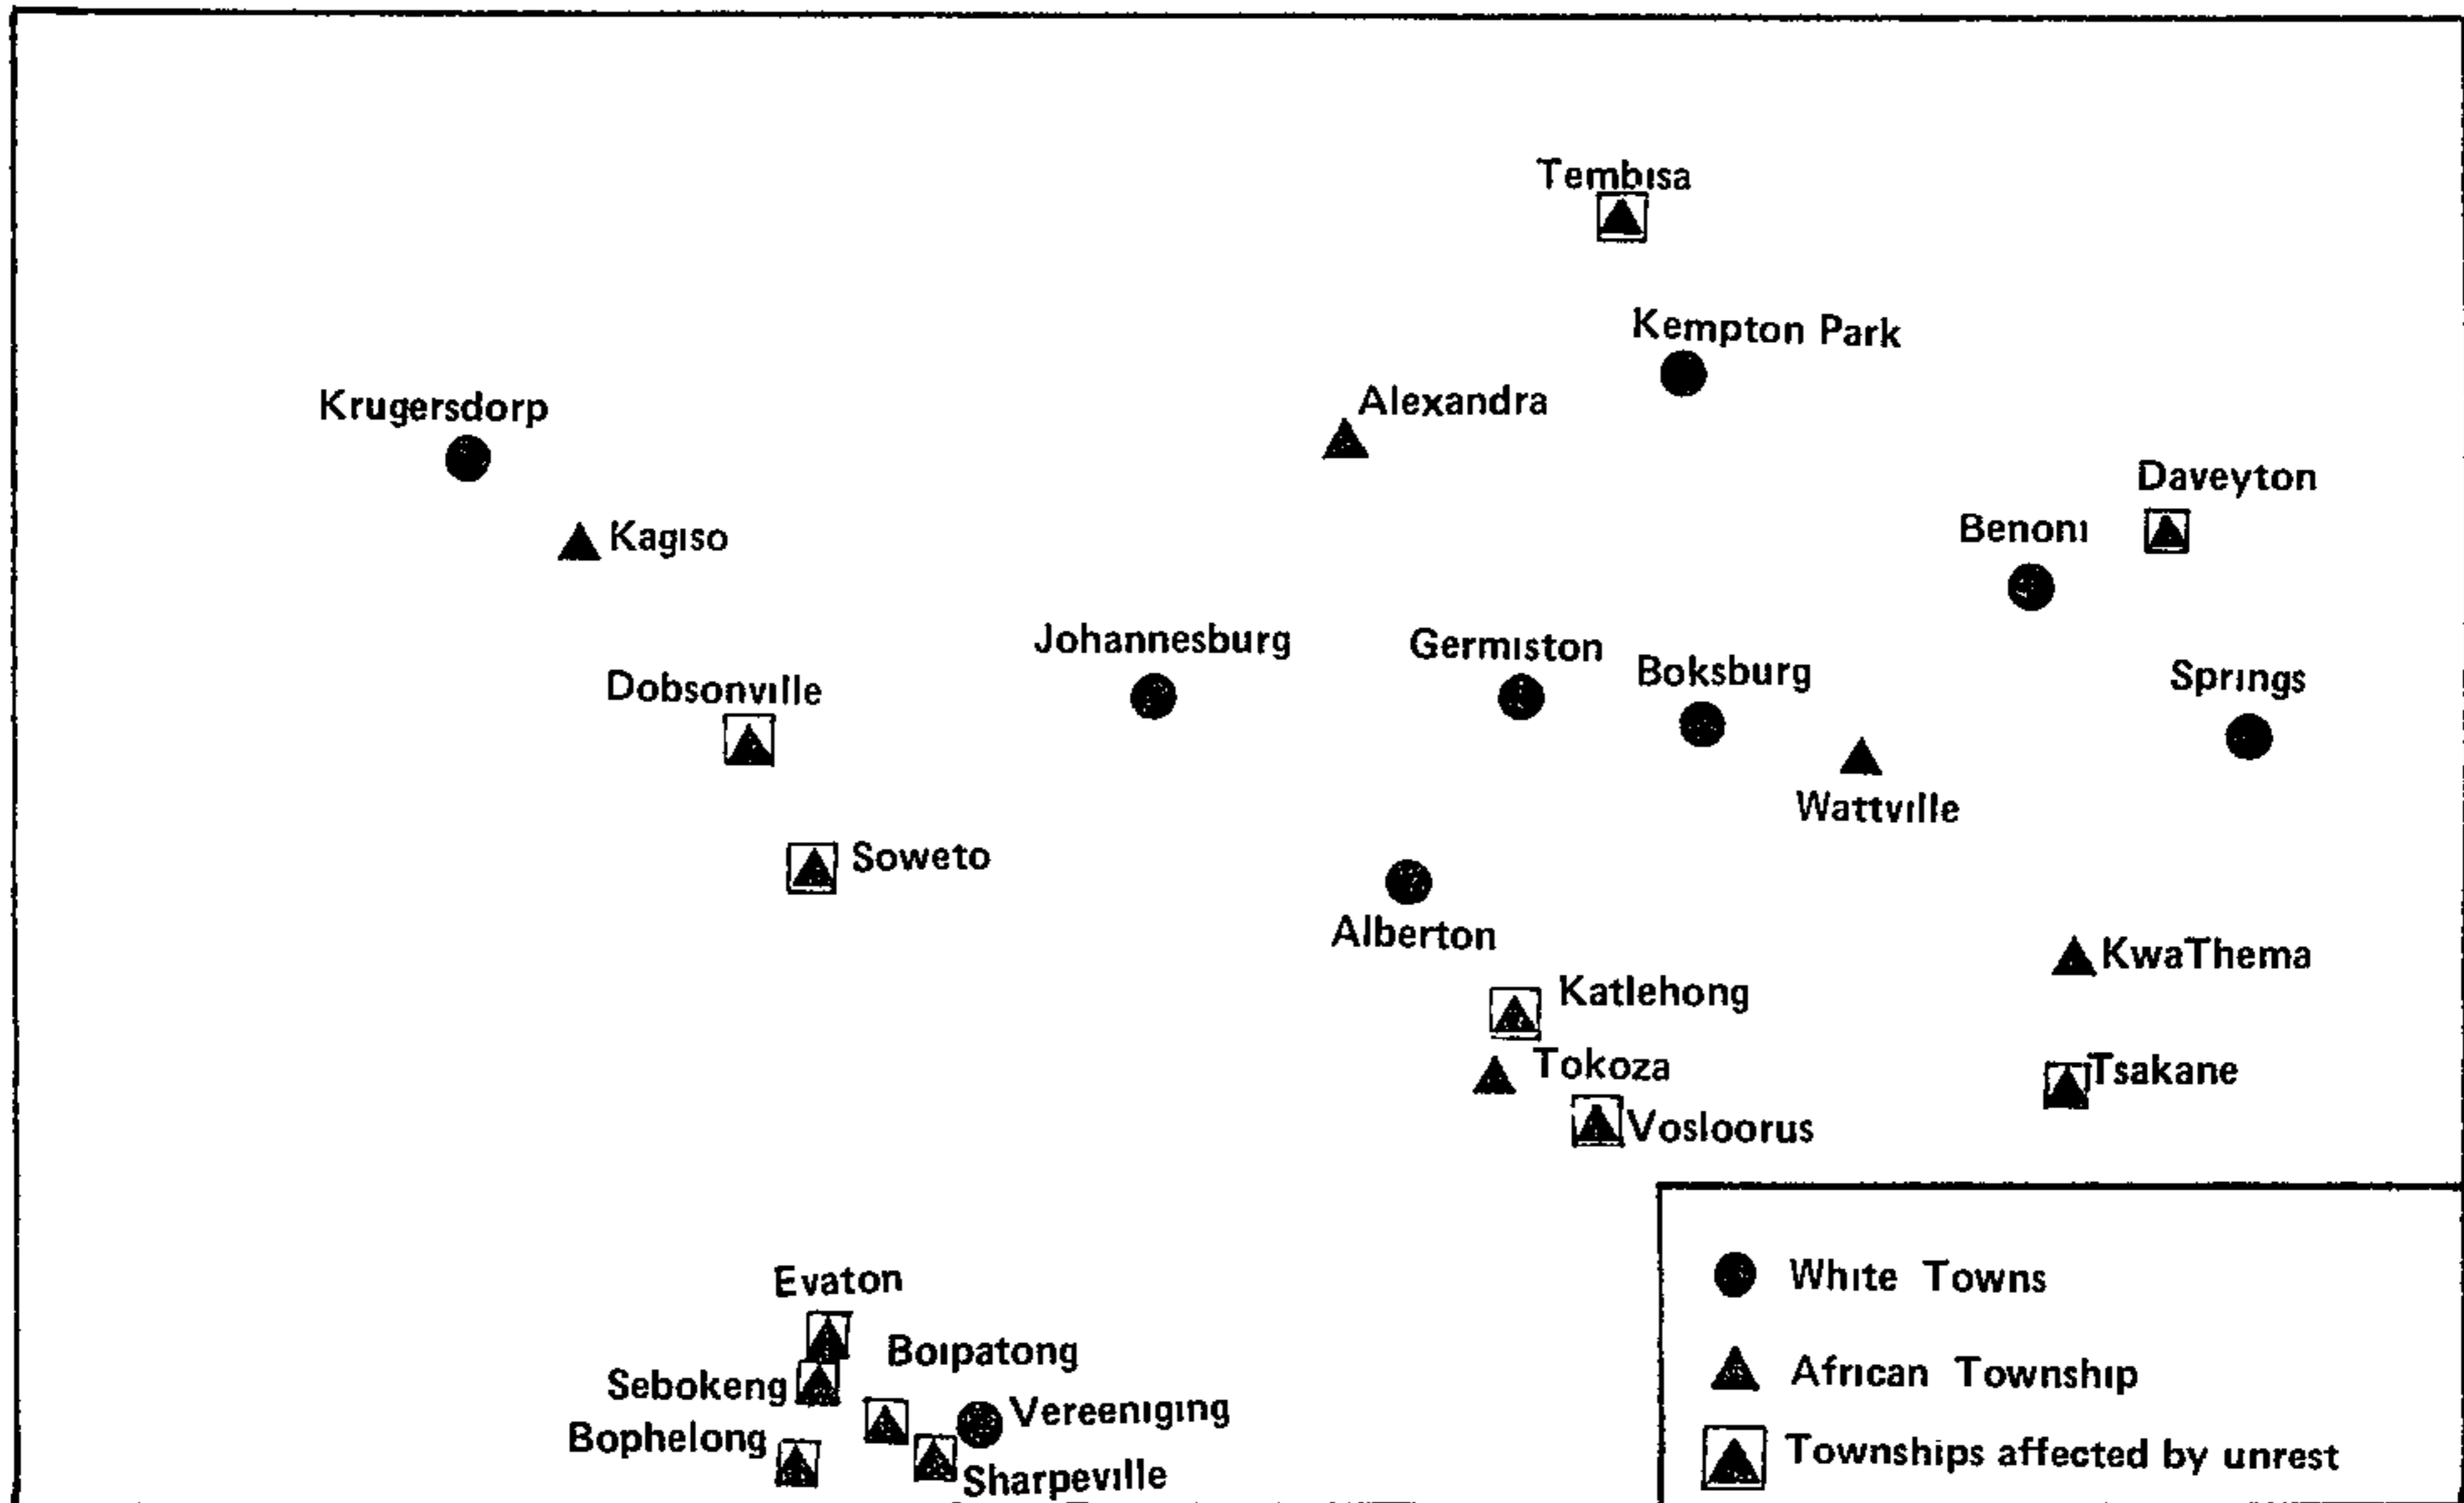 Tembisa
Kempton Park
Alexandra
Krugersdorp
Daveyton
Benoni
Kagiso
Johannesburg
Germiston
Boksburg
Springs
Dobsonville
Wattville
Soweto
Alberton
KwaThema
Katlehong
Tokoza
Tsakane
Vosloorus
Evaton
Boipatong
Sebokeng
Vereeniging
Bophelong
Sharpeville
White Towns
African Township
Townships affected by unrest